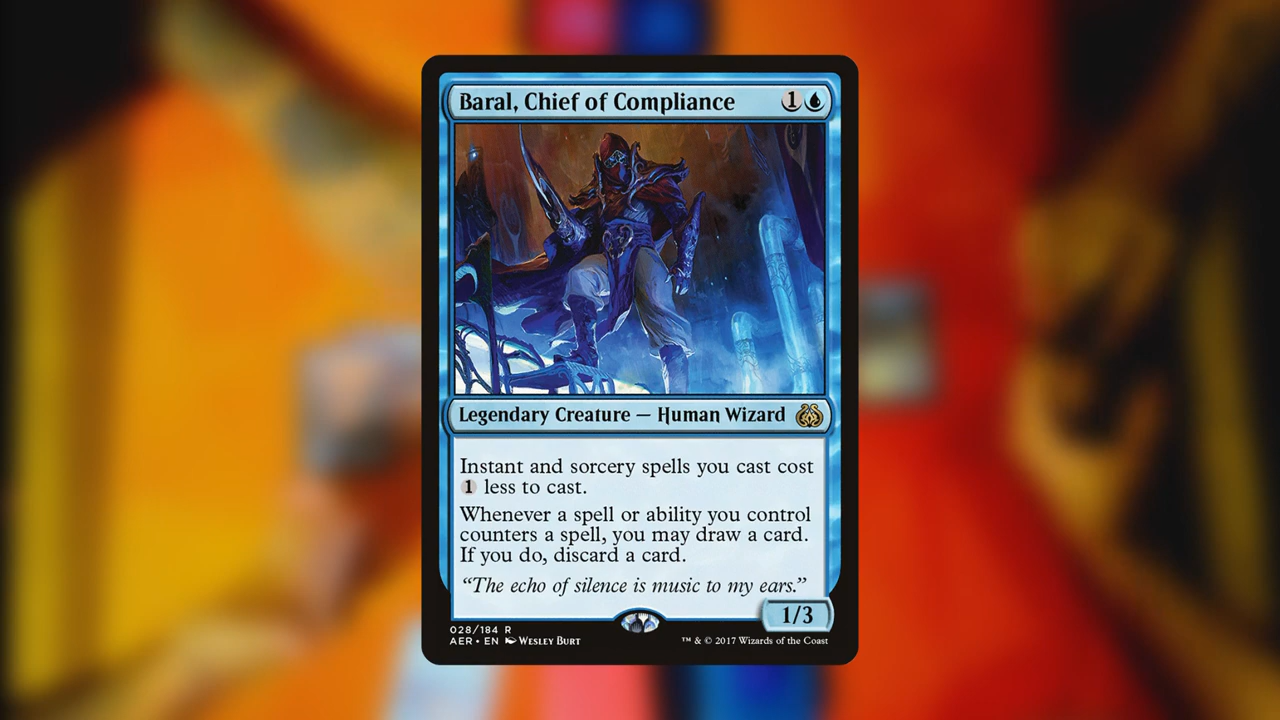 Baral, Chief of Compliance 1
Legendary Creature — Human Wizard
Instant and sorcery spells you cast cost
1 less to cast.
Whenever a spell or ability you control
counters a spell, you may draw a card.
If you do, discard a card.
“The echo of silence is music to my ears.”
1/3
028/184 R
AER • EN Wesley Burt
™ & © 2017 Wizards of the Coast